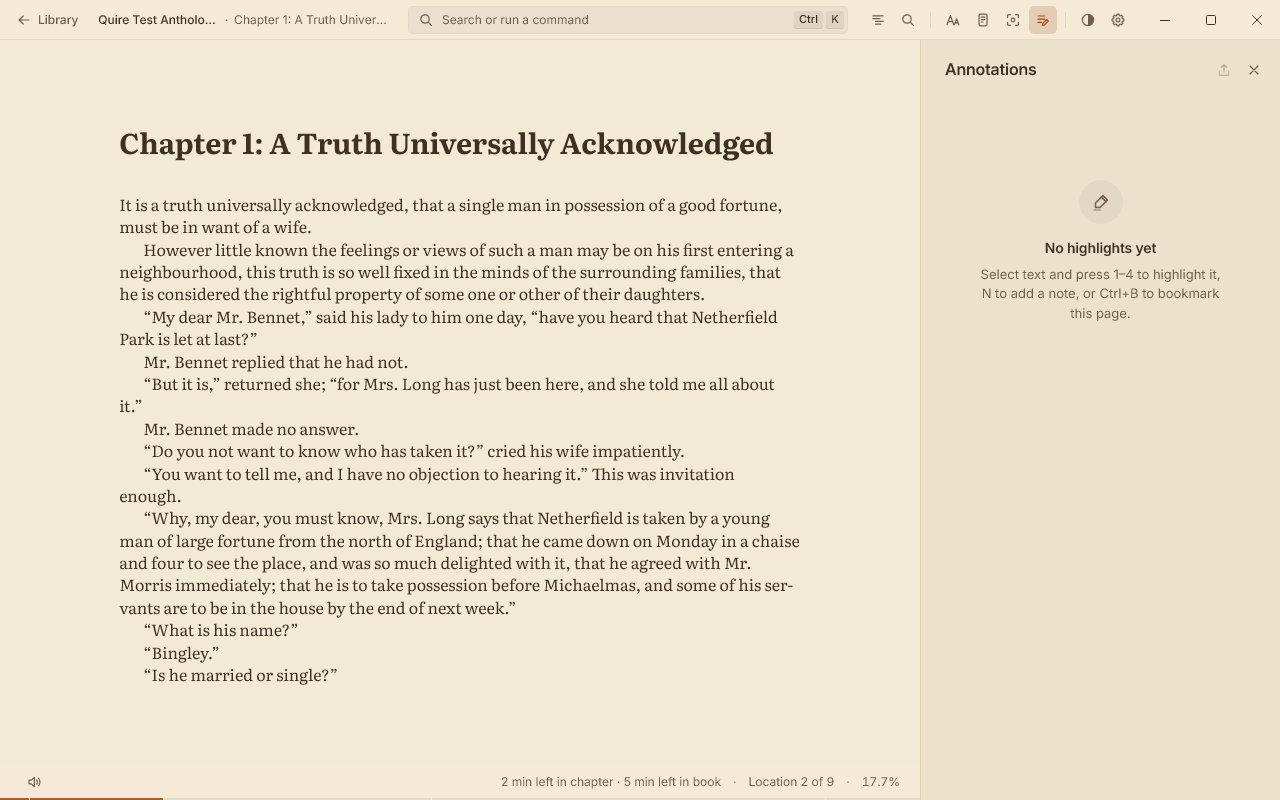 Library
Quire Test Antholo... · Chapter 1: A Truth Univer...
Search or run a command
Ctrl K
Annotations
Chapter 1: A Truth Universally Acknowledged
It is a truth universally acknowledged, that a single man in possession of a good fortune,
must be in want of a wife.
However little known the feelings or views of such a man may be on his first entering a
neighbourhood, this truth is so well fixed in the minds of the surrounding families, that
he is considered the rightful property of some one or other of their daughters.
“My dear Mr. Bennet,” said his lady to him one day, “have you heard that Netherfield
Park is let at last?”
Mr. Bennet replied that he had not.
“But it is,” returned she; “for Mrs. Long has just been here, and she told me all about
it.”
Mr. Bennet made no answer.
“Do you not want to know who has taken it?” cried his wife impatiently.
“You want to tell me, and I have no objection to hearing it.” This was invitation
enough.
“Why, my dear, you must know, Mrs. Long says that Netherfield is taken by a young
man of large fortune from the north of England; that he came down on Monday in a chaise
and four to see the place, and was so much delighted with it, that he agreed with Mr.
Morris immediately; that he is to take possession before Michaelmas, and some of his ser-
vants are to be in the house by the end of next week.”
“What is his name?”
“Bingley.”
“Is he married or single?”
No highlights yet
Select text and press 1–4 to highlight it,
N to add a note, or Ctrl+B to bookmark
this page.
2 min left in chapter · 5 min left in book · Location 2 of 9 · 17.7%